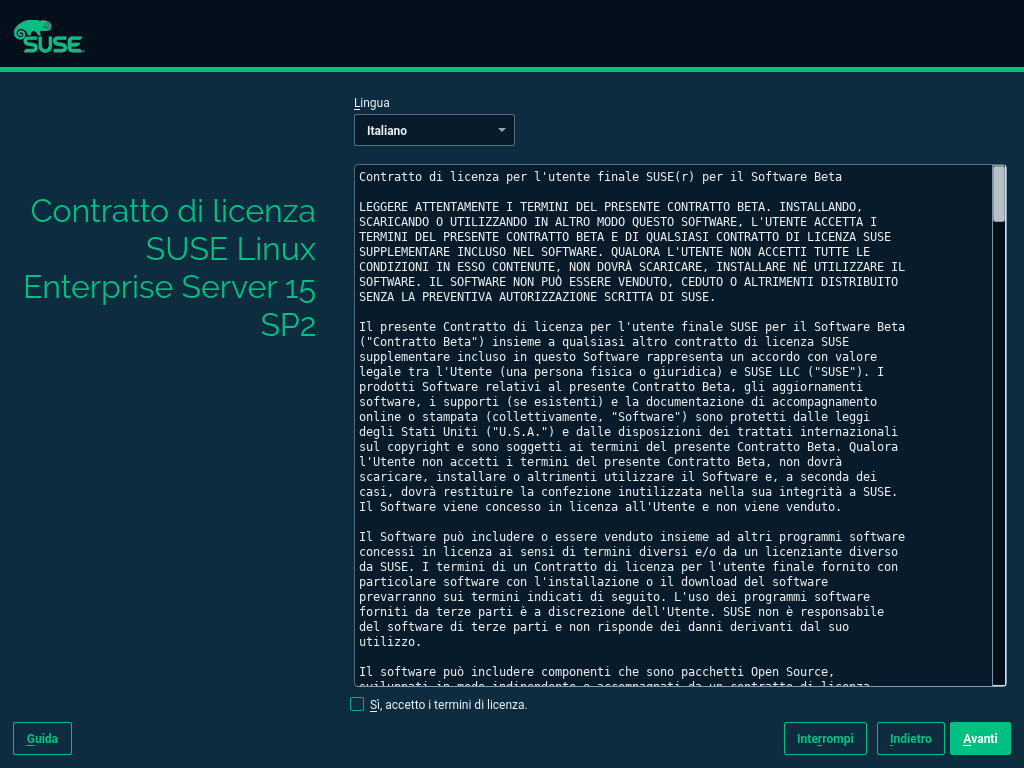 SUSE
Lingua
Italiano
Contratto di licenza
SUSE Linux
Enterprise Server 15
SP2
Contratto di licenza per l'utente finale SUSE(r) per il Software Beta
LEGGERE ATTENTAMENTE I TERMINI DEL PRESENTE CONTRATTO BETA. INSTALLANDO,
SCARICANDO O UTILIZZANDO IN ALTRO MODO QUESTO SOFTWARE, L'UTENTE ACCETTA I
TERMINI DEL PRESENTE CONTRATTO BETA E DI QUALSIASI CONTRATTO DI LICENZA SUSE
SUPPLEMENTARE INCLUSO NEL SOFTWARE. QUALORA L'UTENTE NON ACCETTI TUTTE LE
CONDIZIONI IN ESSO CONTENUTE, NON DOVRÀ SCARICARE, INSTALLARE NÉ UTILIZZARE IL
SOFTWARE. IL SOFTWARE NON PUÒ ESSERE VENDUTO, CEDUTO O ALTRIMENTI DISTRIBUITO
SENZA LA PREVENTIVA AUTORIZZAZIONE SCRITTA DI SUSE.
Il presente Contratto di licenza per l'utente finale SUSE per il Software Beta
("Contratto Beta") insieme a qualsiasi altro contratto di licenza SUSE
supplementare incluso in questo Software rappresenta un accordo con valore
legale tra l'Utente (una persona fisica o giuridica) e SUSE LLC ("SUSE"). I
prodotti Software relativi al presente Contratto Beta, gli aggiornamenti
software, i supporti (se esistenti) e la documentazione di accompagnamento
online o stampata (collettivamente, "Software") sono protetti dalle leggi
degli Stati Uniti ("U.S.A.") e dalle disposizioni dei trattati internazionali
sul copyright e sono soggetti ai termini del presente Contratto Beta. Qualora
l'Utente non accetti i termini del presente Contratto Beta, non dovrà
scaricare, installare o altrimenti utilizzare il Software e, a seconda dei
casi, dovrà restituire la confezione inutilizzata nella sua integrità a SUSE.
Il Software viene concesso in licenza all'Utente e non viene venduto.
Il Software può includere o essere venduto insieme ad altri programmi software
concessi in licenza ai sensi di termini diversi e/o da un licenziante diverso
da SUSE. I termini di un Contratto di licenza per l'utente finale fornito con
particolare software con l'installazione o il download del software
prevarranno sui termini indicati di seguito. L'uso dei programmi software
forniti da terze parti è a discrezione dell'Utente. SUSE non è responsabile
del software di terze parti e non risponde dei danni derivanti dal suo
utilizzo.
Il software può includere componenti che sono pacchetti Open Source,
sviluppati in modo indipendente e accompagnati da un contratto di licenza
Sì, accetto i termini di licenza.
Guida
Interrompi
Indietro
Avanti